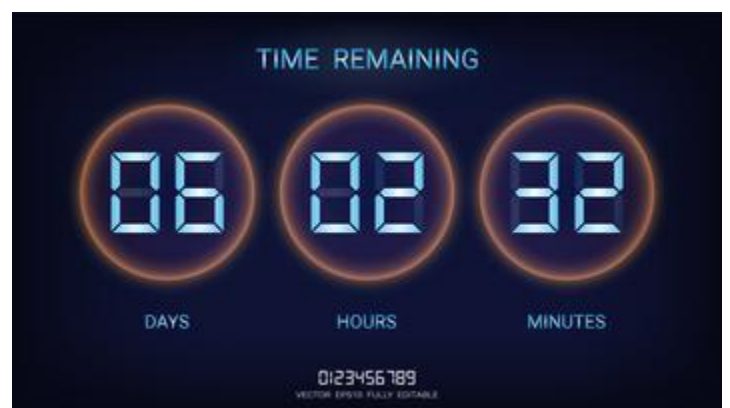 TIME REMAINING
06 02 32
DAYS HOURS MINUTES
0123456789
VECTOR EPS10 FULLY EDITABLE